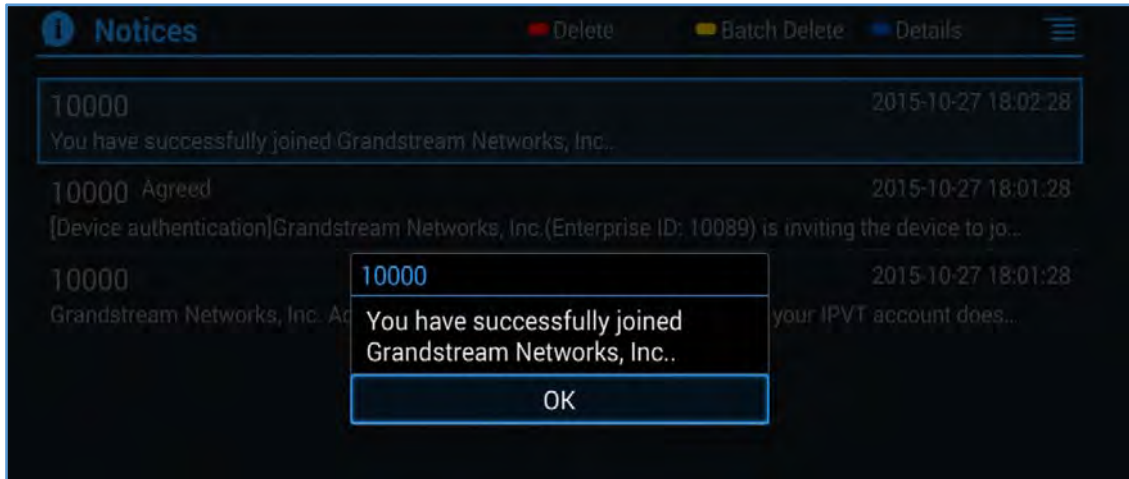 Notices
Delete
Batch Delete
Details
10000
2015-10-27 18:02:28
You have successfully joined Grandstream Networks, Inc..
10000 Agreed
2015-10-27 18:01:28
[Device authentication]Grandstream Networks, Inc.(Enterprise ID: 10089) is inviting the device to jo...
10000
2015-10-27 18:01:28
Grandstream Networks, Inc.
your IPVT account does...
10000
You have successfully joined
Grandstream Networks, Inc..
OK